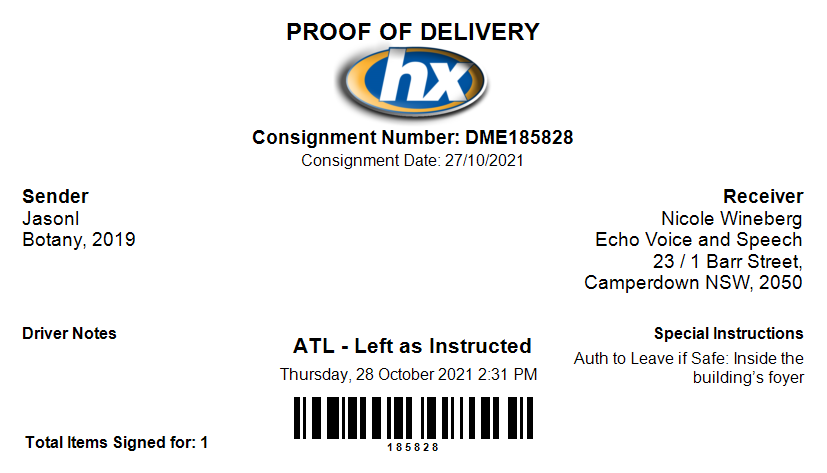 PROOF OF DELIVERY
hx
Consignment Number: DME185828
Consignment Date: 27/10/2021
Sender
JasonI
Botany, 2019
Receiver
Nicole Wineberg
Echo Voice and Speech
23 / 1 Barr Street,
Camperdown NSW, 2050
Driver Notes
ATL - Left as Instructed
Thursday, 28 October 2021 2:31 PM
Special Instructions
Auth to Leave if Safe: Inside the
building’s foyer
185828
Total Items Signed for: 1